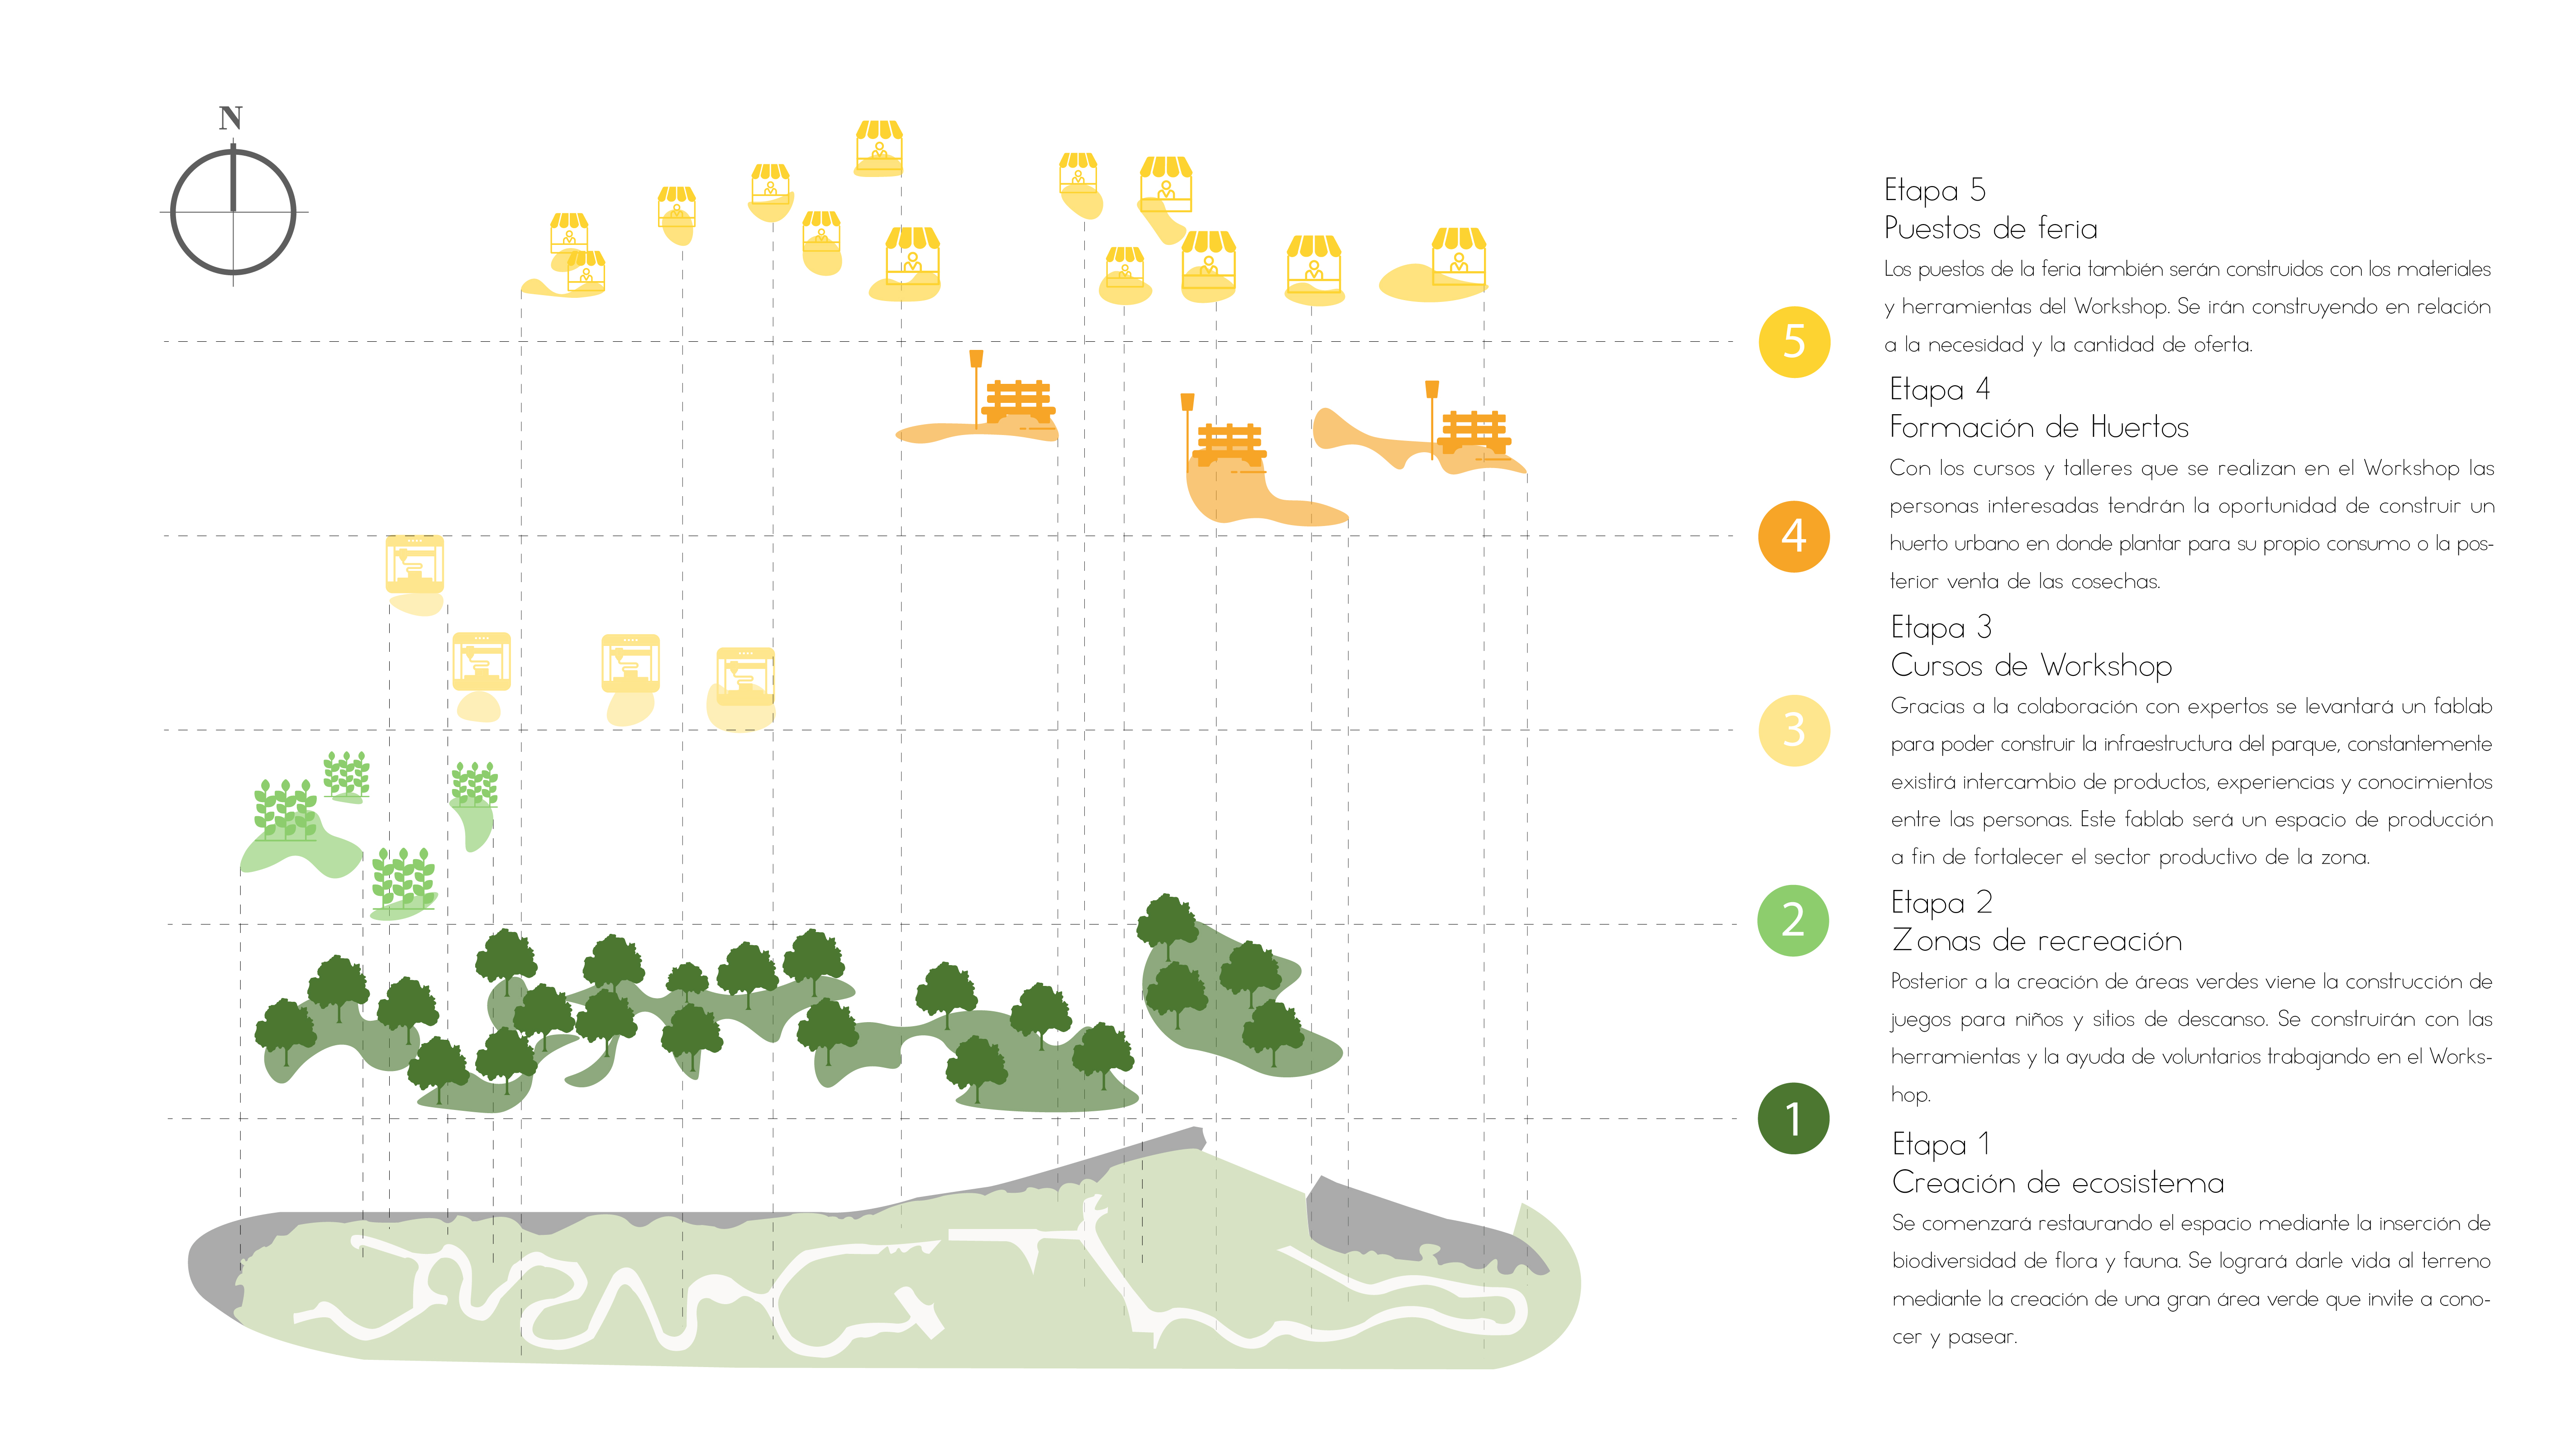 N
Etapa 5
Puestos de feria
Los puestos de la feria también serán construidos con los materiales
y herramientas del Workshop. Se irán construyendo en relación
a la necesidad y la cantidad de oferta.
5
Etapa 4
Formación de Huertos
Con los cursos y talleres que se realizan en el Workshop las
personas interesadas tendrán la oportunidad de construir un
huerto urbano en donde plantar para su propio consumo o la pos-
terior venta de las cosechas.
4
Etapa 3
Cursos de Workshop
Gracias a la colaboración con expertos se levantará un fablab
para poder construir la infraestructura del parque, constantemente
existirá intercambio de productos, experiencias y conocimientos
entre las personas. Este fablab será un espacio de producción
a fin de fortalecer el sector productivo de la zona.
3
Etapa 2
Zonas de recreación
Posterior a la creación de áreas verdes viene la construcción de
juegos para niños y sitios de descanso. Se construirán con las
herramientas y la ayuda de voluntarios trabajando en el Works-
hop.
2
Etapa 1
Creación de ecosistema
Se comenzará restaurando el espacio mediante la inserción de
biodiversidad de flora y fauna. Se logrará darle vida al terreno
mediante la creación de una gran área verde que invite a cono-
cer y pasear.
1